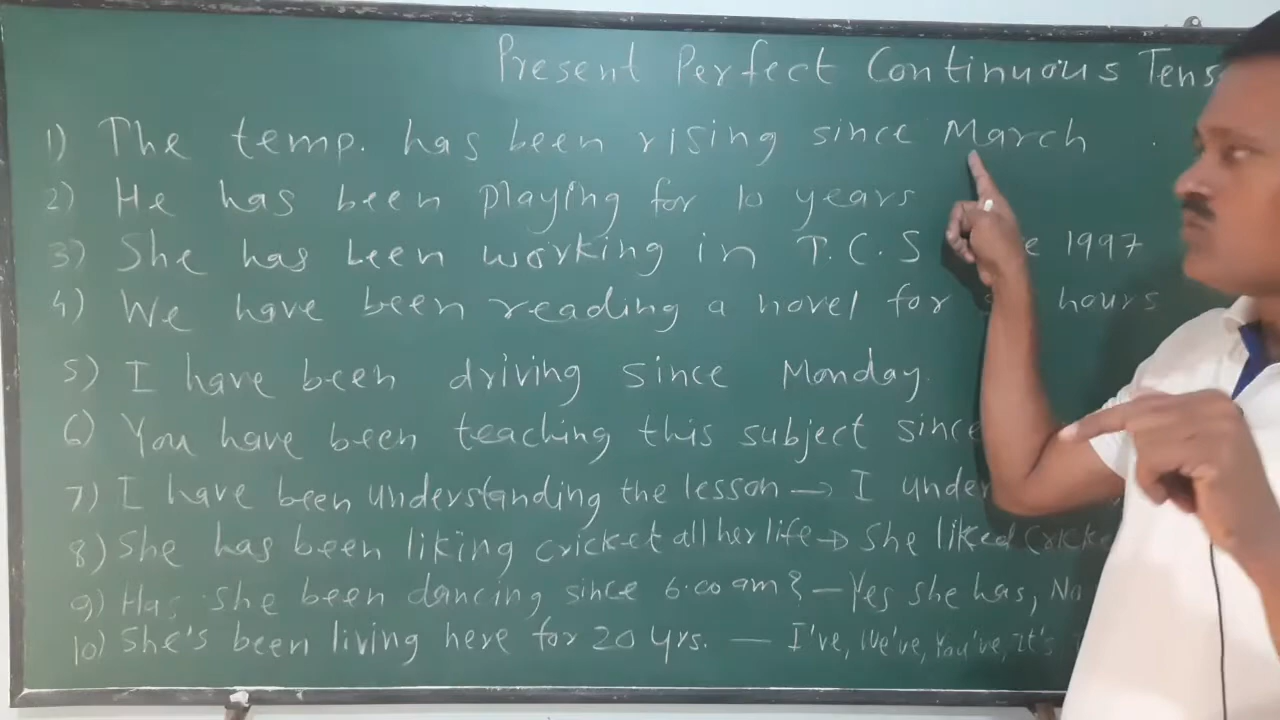 Present Perfect Continuous Tens
1) The temp. has been rising since March
2) He has been playing for 10 years
3) She has been working in T.C.S e 1997
4) We have been reading a novel for hours
5) I have been driving since Monday.
6) You have been teaching this subject since
7) I have been understanding the lesson → I under
8) She has been liking cricket all her life → She liked cricke
9) Has she been dancing since 6.00 am? – Yes she has, No
10) She's been living here for 20 yrs. — I've, We've, You've, It's